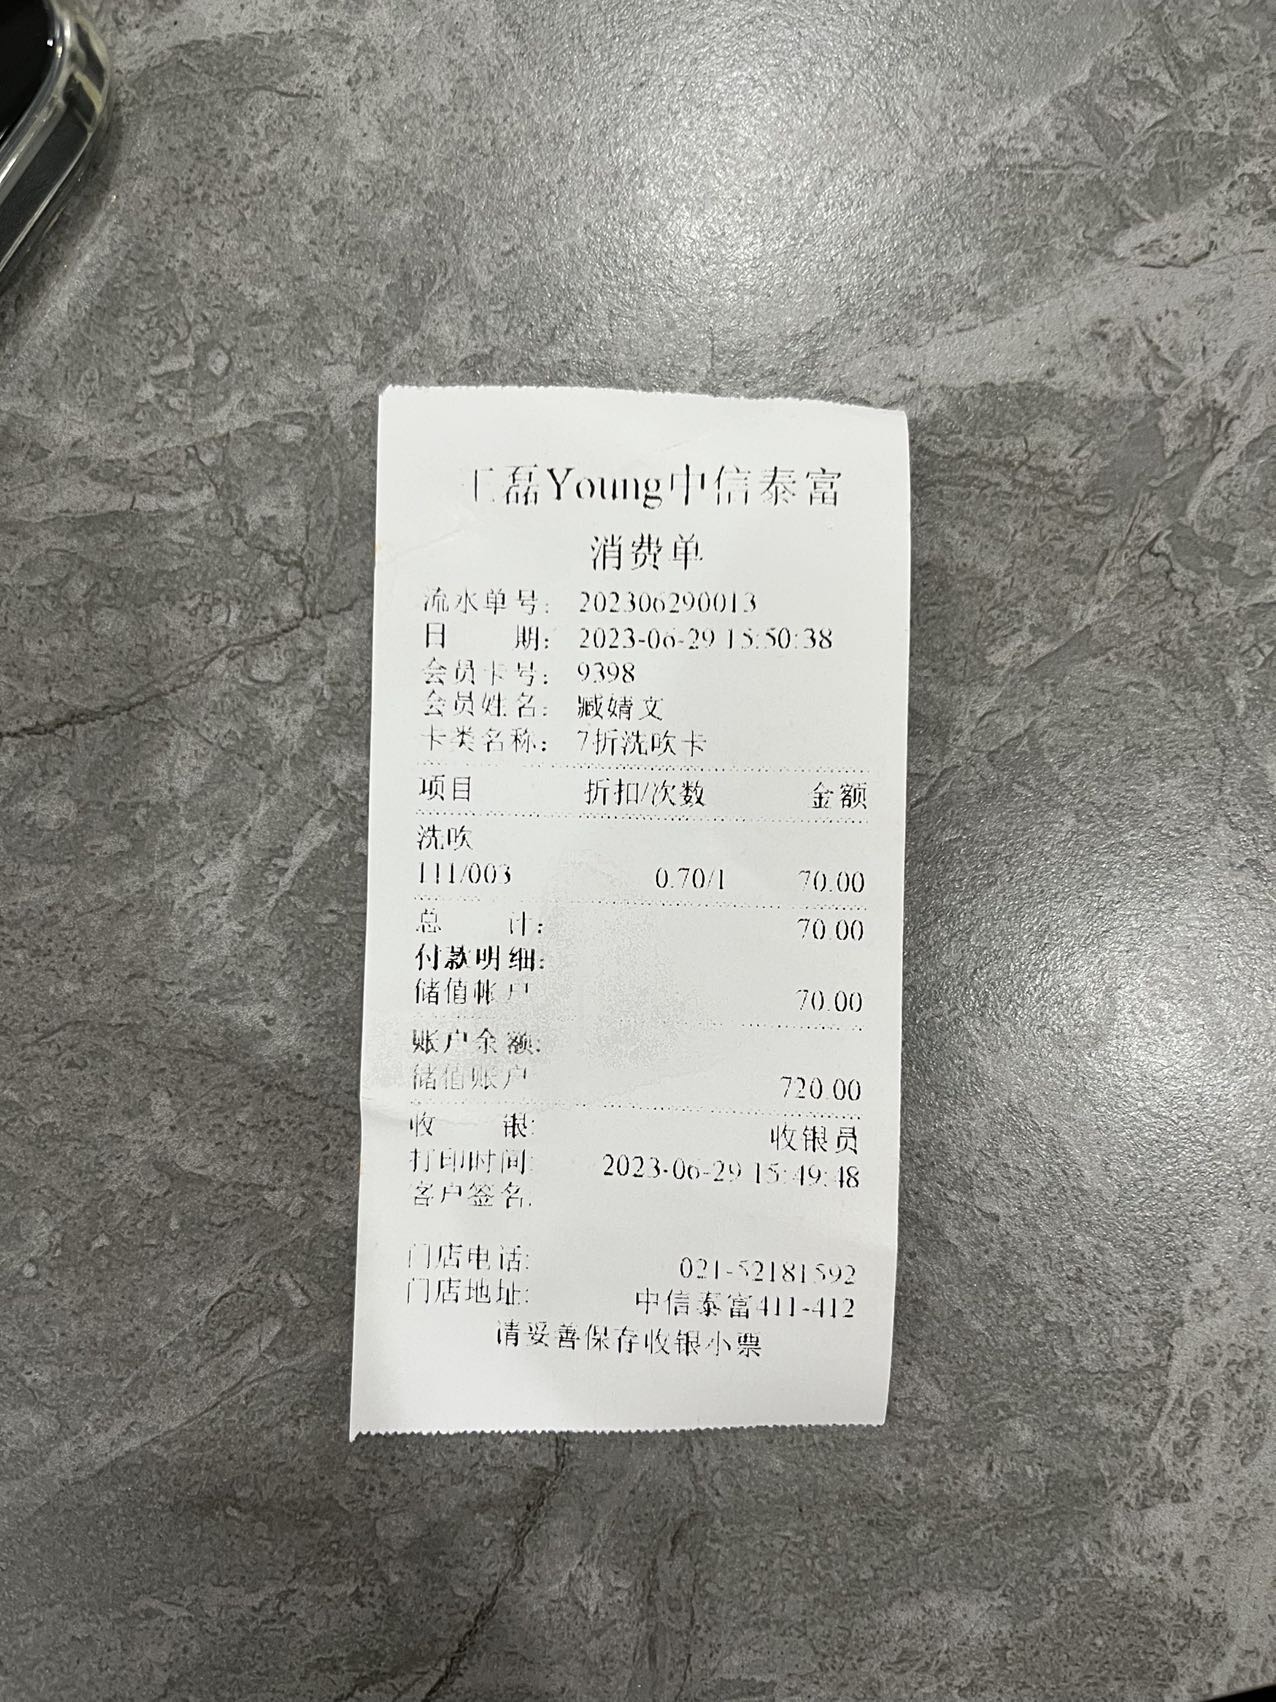 王磊Young中信泰富
消费单
流水单号: 202306290013
日 期: 2023-06-29 15:50:38
会员卡号: 9398
会员姓名: 臧婧文
卡类名称: 7折洗吹卡
项目 折扣/次数 金额
洗吹
111/003 0.70/1 70.00
总 计: 70.00
付款明细:
储值帐户 70.00
账户余额:
储值账户 720.00
收 银: 收银员
打印时间: 2023-06-29 15:49:48
客户签名:
门店电话: 021-52181592
门店地址: 中信泰富411-412
请妥善保存收银小票